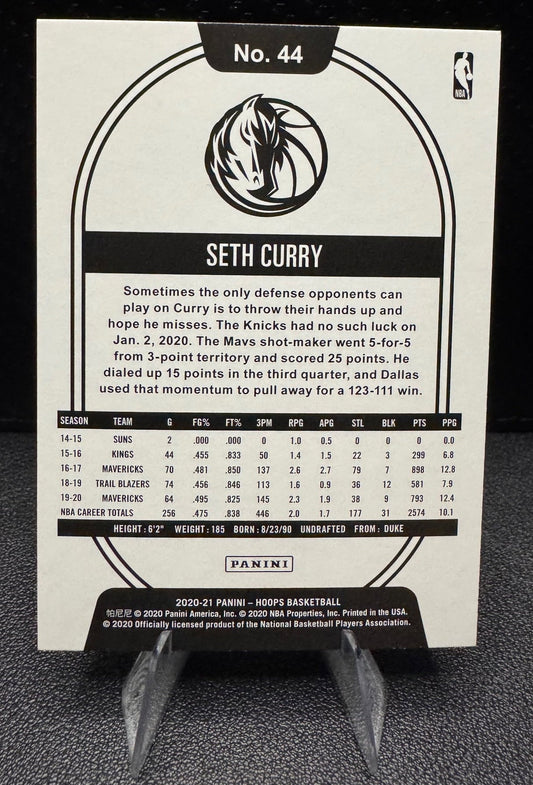 No. 44
NBA
SETH CURRY
Sometimes the only defense opponents can
play on Curry is to throw their hands up and
hope he misses. The Knicks had no such luck on
Jan. 2, 2020. The Mavs shot-maker went 5-for-5
from 3-point territory and scored 25 points. He
dialed up 15 points in the third quarter, and Dallas
used that momentum to pull away for a 123-111 win.
SEASON TEAM G FG% FT% 3PM RPG APG STL BLK PTS PPG
14-15 SUNS 2 .000 .000 0 1.0 0.5 0 0 0 0.0
15-16 KINGS 44 .455 .833 50 1.4 1.5 22 3 299 6.8
16-17 MAVERICKS 70 .481 .850 137 2.6 2.7 79 7 898 12.8
18-19 TRAIL BLAZERS 74 .456 .846 113 1.6 0.9 36 12 581 7.9
19-20 MAVERICKS 64 .495 .825 145 2.3 1.9 38 9 793 12.4
NBA CAREER TOTALS 256 .475 .838 446 2.0 1.7 177 31 2574 10.1
HEIGHT: 6'2" WEIGHT: 185 BORN: 8/23/90 UNDRAFTED FROM: DUKE
PANINI
2020-21 PANINI – HOOPS BASKETBALL
帕尼尼 © 2020 Panini America, Inc. © 2020 NBA Properties, Inc. Printed in the USA.
© 2020 Officially licensed product of the National Basketball Players Association.